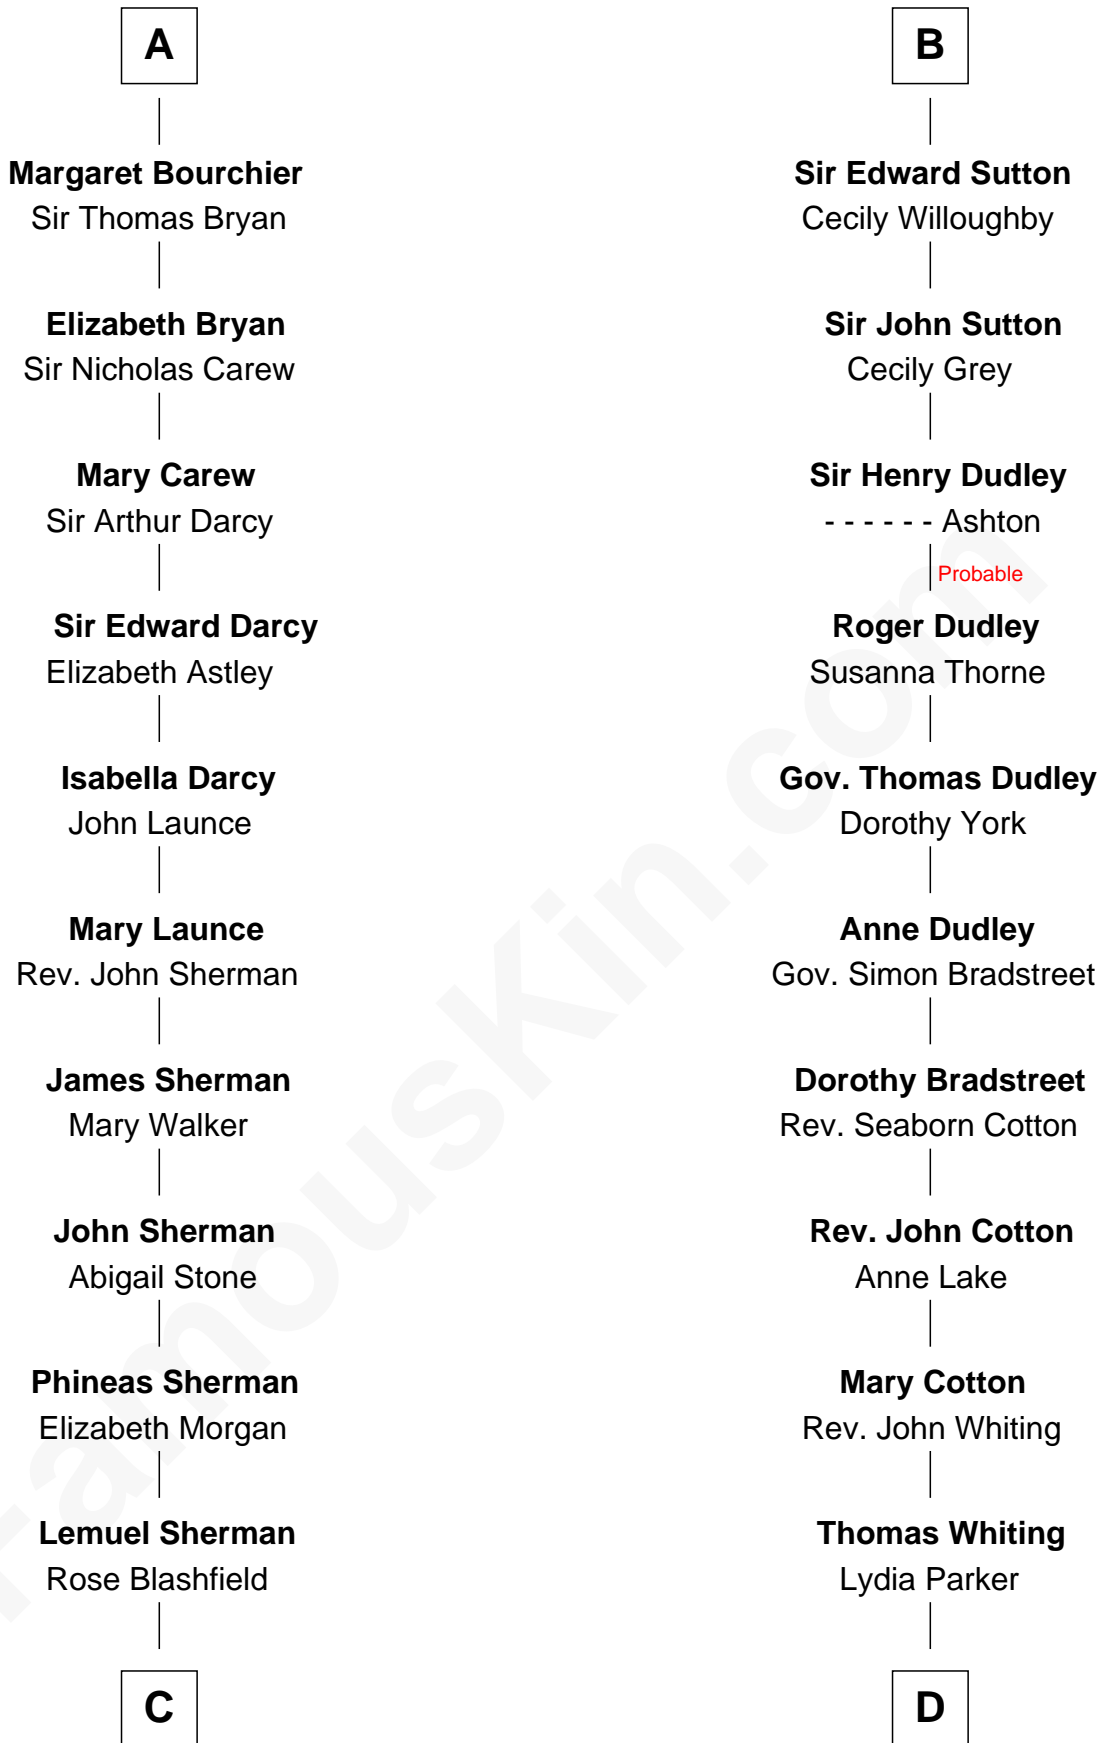 A
Margaret Bourchier
Sir Thomas Bryan
Elizabeth Bryan
Sir Nicholas Carew
Mary Carew
Sir Arthur Darcy
Sir Edward Darcy
Elizabeth Astley
Isabella Darcy
John Launce
Mary Launce
Rev. John Sherman
James Sherman
Mary Walker
John Sherman
Abigail Stone
Phineas Sherman
Elizabeth Morgan
Lemuel Sherman
Rose Blashfield
C
B
Sir Edward Sutton
Cecily Willoughby
Sir John Sutton
Cecily Grey
Sir Henry Dudley
- - - - - - Ashton
Probable
Roger Dudley
Susanna Thorne
Gov. Thomas Dudley
Dorothy York
Anne Dudley
Gov. Simon Bradstreet
Dorothy Bradstreet
Rev. Seaborn Cotton
Rev. John Cotton
Anne Lake
Mary Cotton
Rev. John Whiting
Thomas Whiting
Lydia Parker
D
FamousKin.com